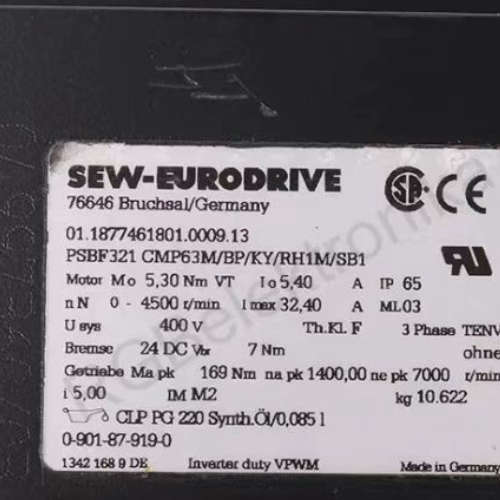 SEW-EURODRIVE
76646 Bruchsal/Germany
01.1877461801.0009.13
PSBF321 CMP63M/BP/KY/RH1M/SB1
Motor Mo 5,30 Nm VT Io 5,40 A IP 65
n N 0 - 4500 r/min I max 32,40 A ML03
U sys 400 V Th.Kl. F 3 Phase TENV
Bremse 24 DC Vbr 7 Nm ohne
Getriebe Ma pk 169 Nm na pk 1400,00 ne pk 7000 r/min
i 5,00 IM M2 kg 10.622
CLP PG 220 Synth.Öl/0,085 l
0-901-87-919-0
1342 168 9 DE Inverter duty VPWM Made in Germany